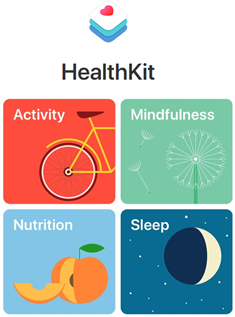 HealthKit
Activity
Mindfulness
Nutrition
Sleep